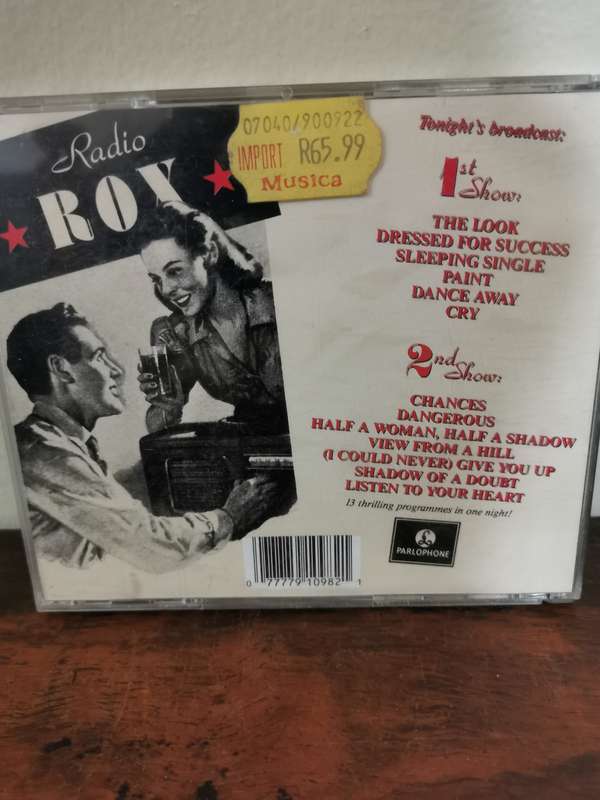 Radio
ROX
07040/900922
IMPORT R65.99
Musica
Tonight's broadcast:
1st Show:
THE LOOK
DRESSED FOR SUCCESS
SLEEPING SINGLE
PAINT
DANCE AWAY
CRY
2nd Show:
CHANCES
DANGEROUS
HALF A WOMAN, HALF A SHADOW
VIEW FROM A HILL
(I COULD NEVER) GIVE YOU UP
SHADOW OF A DOUBT
LISTEN TO YOUR HEART
13 thrilling programmes in one night!
PARLOPHONE
0 77779 10982 1